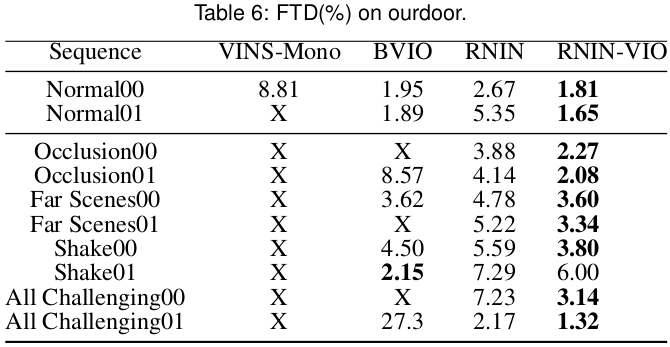 Table 6: FTD(%) on ourdoor.
Sequence VINS-Mono BVIO RNIN RNIN-VIO
Normal00 8.81 1.95 2.67 1.81
Normal01 X 1.89 5.35 1.65
Occlusion00 X X 3.88 2.27
Occlusion01 X 8.57 4.14 2.08
Far Scenes00 X 3.62 4.78 3.60
Far Scenes01 X X 5.22 3.34
Shake00 X 4.50 5.59 3.80
Shake01 X 2.15 7.29 6.00
All Challenging00 X X 7.23 3.14
All Challenging01 X 27.3 2.17 1.32